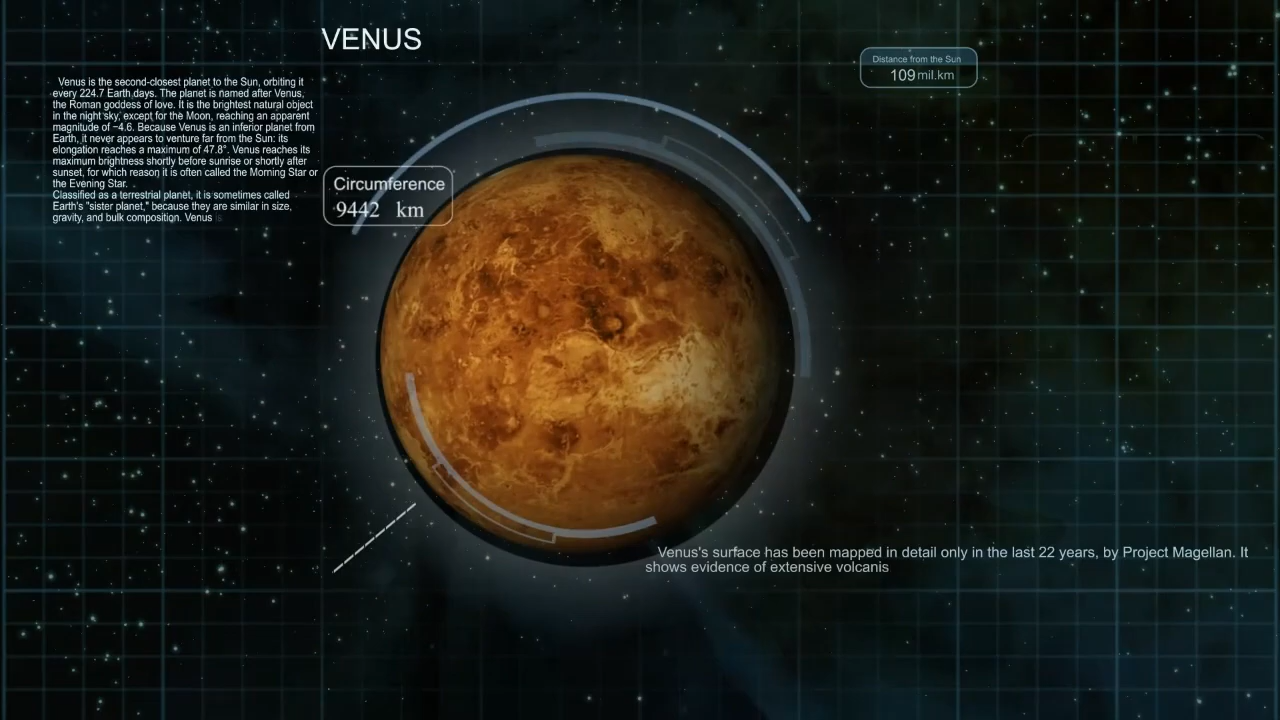 VENUS
Distance from the Sun
109 mil.km
Venus is the second-closest planet to the Sun, orbiting it
every 224.7 Earth days. The planet is named after Venus,
the Roman goddess of love. It is the brightest natural object
in the night sky, except for the Moon, reaching an apparent
magnitude of −4.6. Because Venus is an inferior planet from
Earth, it never appears to venture far from the Sun: its
elongation reaches a maximum of 47.8°. Venus reaches its
maximum brightness shortly before sunrise or shortly after
sunset, for which reason it is often called the Morning Star or
the Evening Star.
Classified as a terrestrial planet, it is sometimes called
Earth's "sister planet," because they are similar in size,
gravity, and bulk composition. Venus is
Circumference
9442 km
Venus's surface has been mapped in detail only in the last 22 years, by Project Magellan. It
shows evidence of extensive volcanis